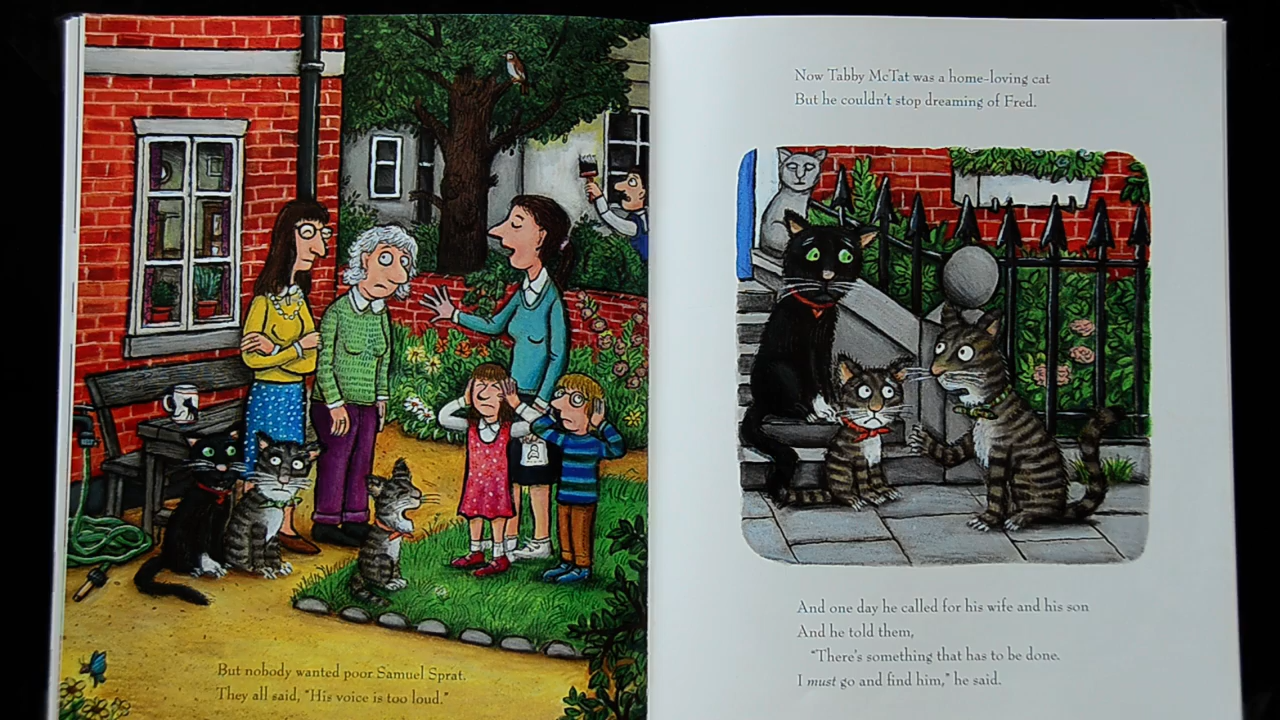 But nobody wanted poor Samuel Sprat.
They all said, "His voice is too loud."
Now Tabby McTat was a home-loving cat
But he couldn't stop dreaming of Fred.
And one day he called for his wife and his son
And he told them,
"There's something that has to be done.
I must go and find him," he said.